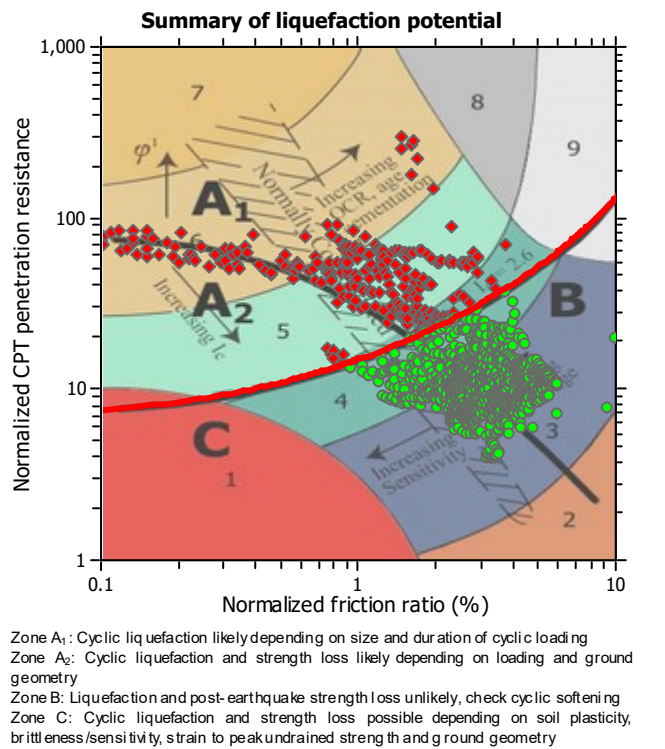 Summary of liquefaction potential
1,000
7
8
9
φ'
Increasing
OCR, age
cementation
Normally
A1
100
6
2.6
A2
B
Increasing Ic
5
10
4
C
1
3
Increasing
Sensitivity
2
1
0.1
1
10
Normalized CPT penetration resistance
Normalized friction ratio (%)
Zone A1: Cyclic liquefaction likely depending on size and duration of cyclic loading
Zone A2: Cyclic liquefaction and strength loss likely depending on loading and ground
geometry
Zone B: Liquefaction and post-earthquake strength loss unlikely, check cyclic softening
Zone C: Cyclic liquefaction and strength loss possible depending on soil plasticity,
brittleness/sensitivity, strain to peak undrained strength and ground geometry